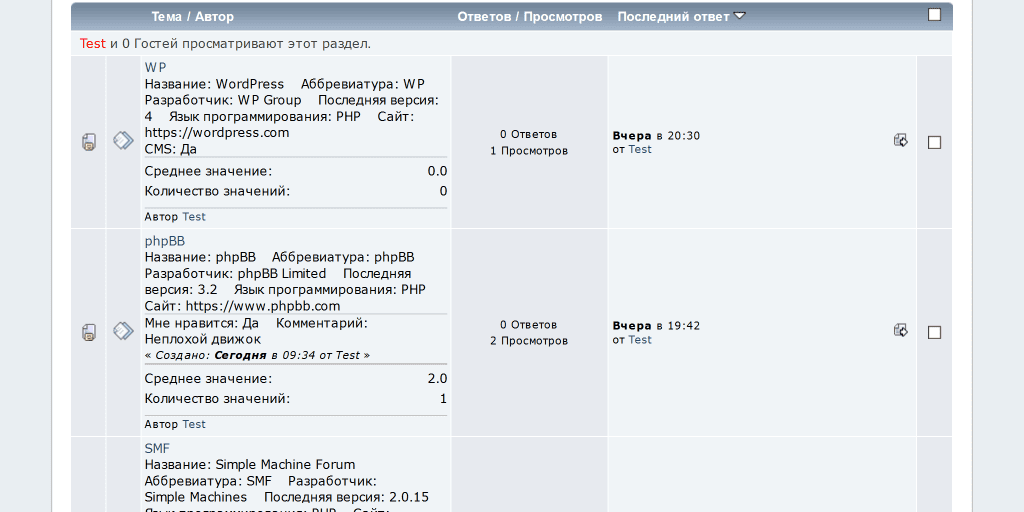 Тема / Автор Ответов / Просмотров Последний ответ
Test и 0 Гостей просматривают этот раздел.
WP
Название: WordPress Аббревиатура: WP
Разработчик: WP Group Последняя версия:
4 Язык программирования: PHP Сайт:
https://wordpress.com
CMS: Да
Среднее значение: 0.0
Количество значений: 0
Автор Test
0 Ответов
1 Просмотров
Вчера в 20:30
от Test
phpBB
Название: phpBB Аббревиатура: phpBB
Разработчик: phpBB Limited Последняя
версия: 3.2 Язык программирования: PHP
Сайт: https://www.phpbb.com
Мне нравится: Да Комментарий:
Неплохой движок
« Создано: Сегодня в 09:34 от Test »
Среднее значение: 2.0
Количество значений: 1
Автор Test
0 Ответов
2 Просмотров
Вчера в 19:42
от Test
SMF
Название: Simple Machine Forum
Аббревиатура: SMF Разработчик:
Simple Machines Последняя версия: 2.0.15
Язык программирования: PHP Сайт: